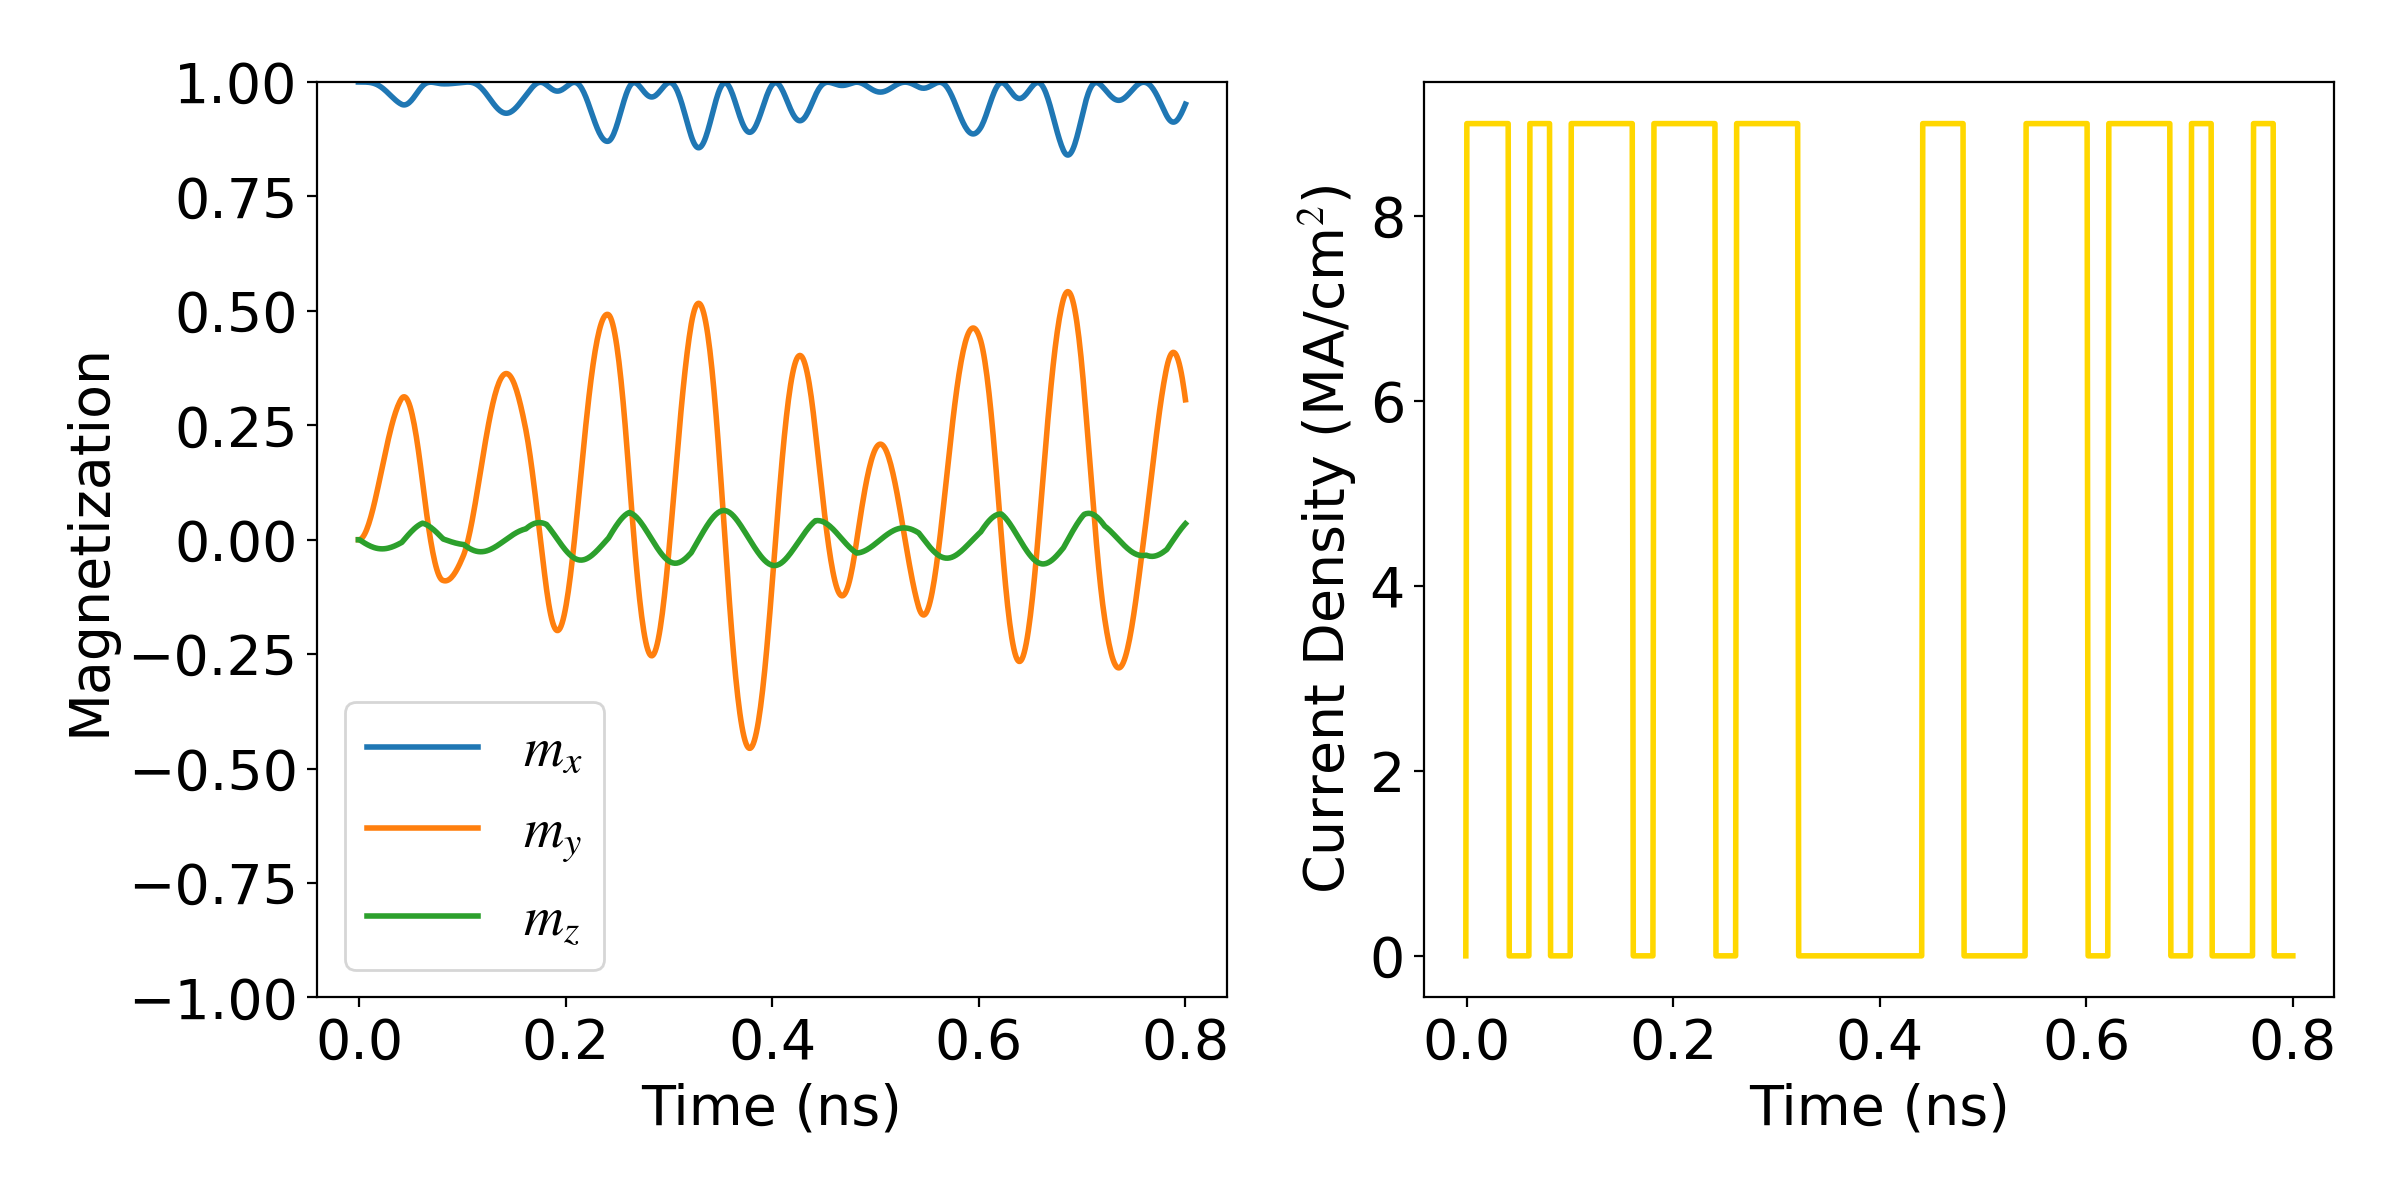 Magnetization
1.00
0.75
0.50
0.25
0.00
−0.25
−0.50
−0.75
−1.00
0.0 0.2 0.4 0.6 0.8
Time (ns)
mₓ
m_y
m_z
Current Density (MA/cm²)
8
6
4
2
0
0.0 0.2 0.4 0.6 0.8
Time (ns)